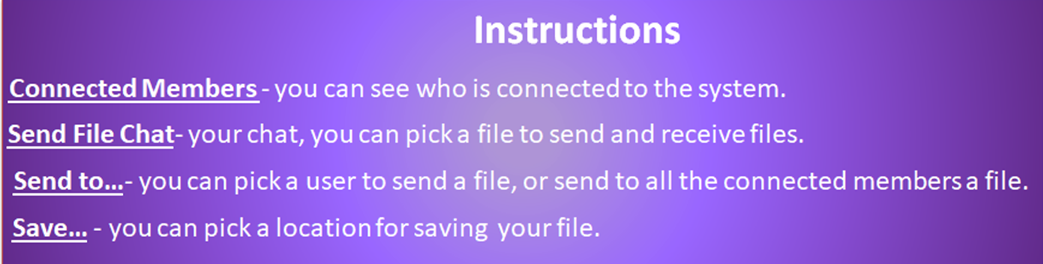 Instructions
Connected Members - you can see who is connected to the system.
Send File Chat- your chat, you can pick a file to send and receive files.
Send to...- you can pick a user to send a file, or send to all the connected members a file.
Save... - you can pick a location for saving your file.